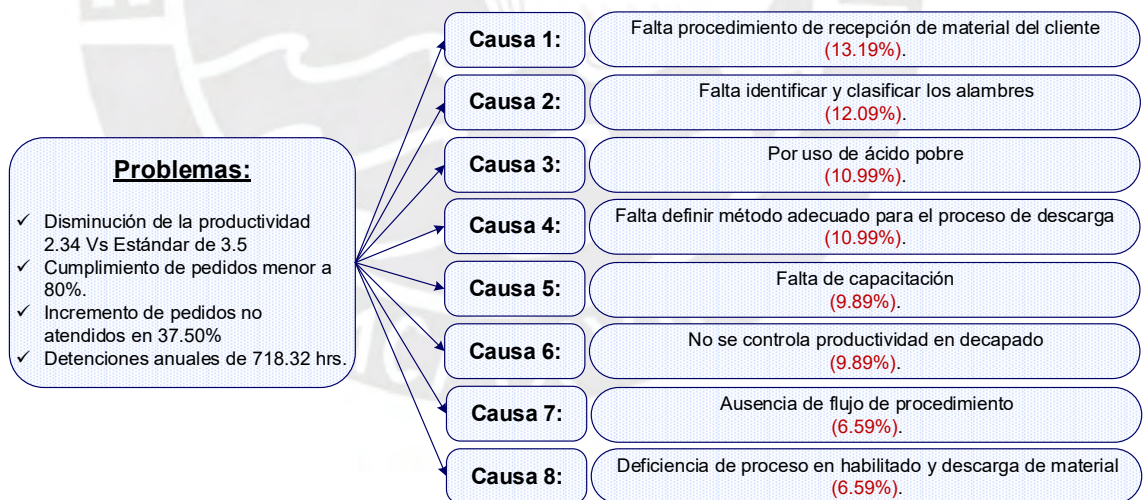 Problemas:
✓ Disminución de la productividad
2.34 Vs Estándar de 3.5
✓ Cumplimiento de pedidos menor a
80%.
✓ Incremento de pedidos no
atendidos en 37.50%
✓ Detenciones anuales de 718.32 hrs.
Causa 1:
Falta procedimiento de recepción de material del cliente
(13.19%).
Causa 2:
Falta identificar y clasificar los alambres
(12.09%).
Causa 3:
Por uso de ácido pobre
(10.99%).
Causa 4:
Falta definir método adecuado para el proceso de descarga
(10.99%).
Causa 5:
Falta de capacitación
(9.89%).
Causa 6:
No se controla productividad en decapado
(9.89%).
Causa 7:
Ausencia de flujo de procedimiento
(6.59%).
Causa 8:
Deficiencia de proceso en habilitado y descarga de material
(6.59%).